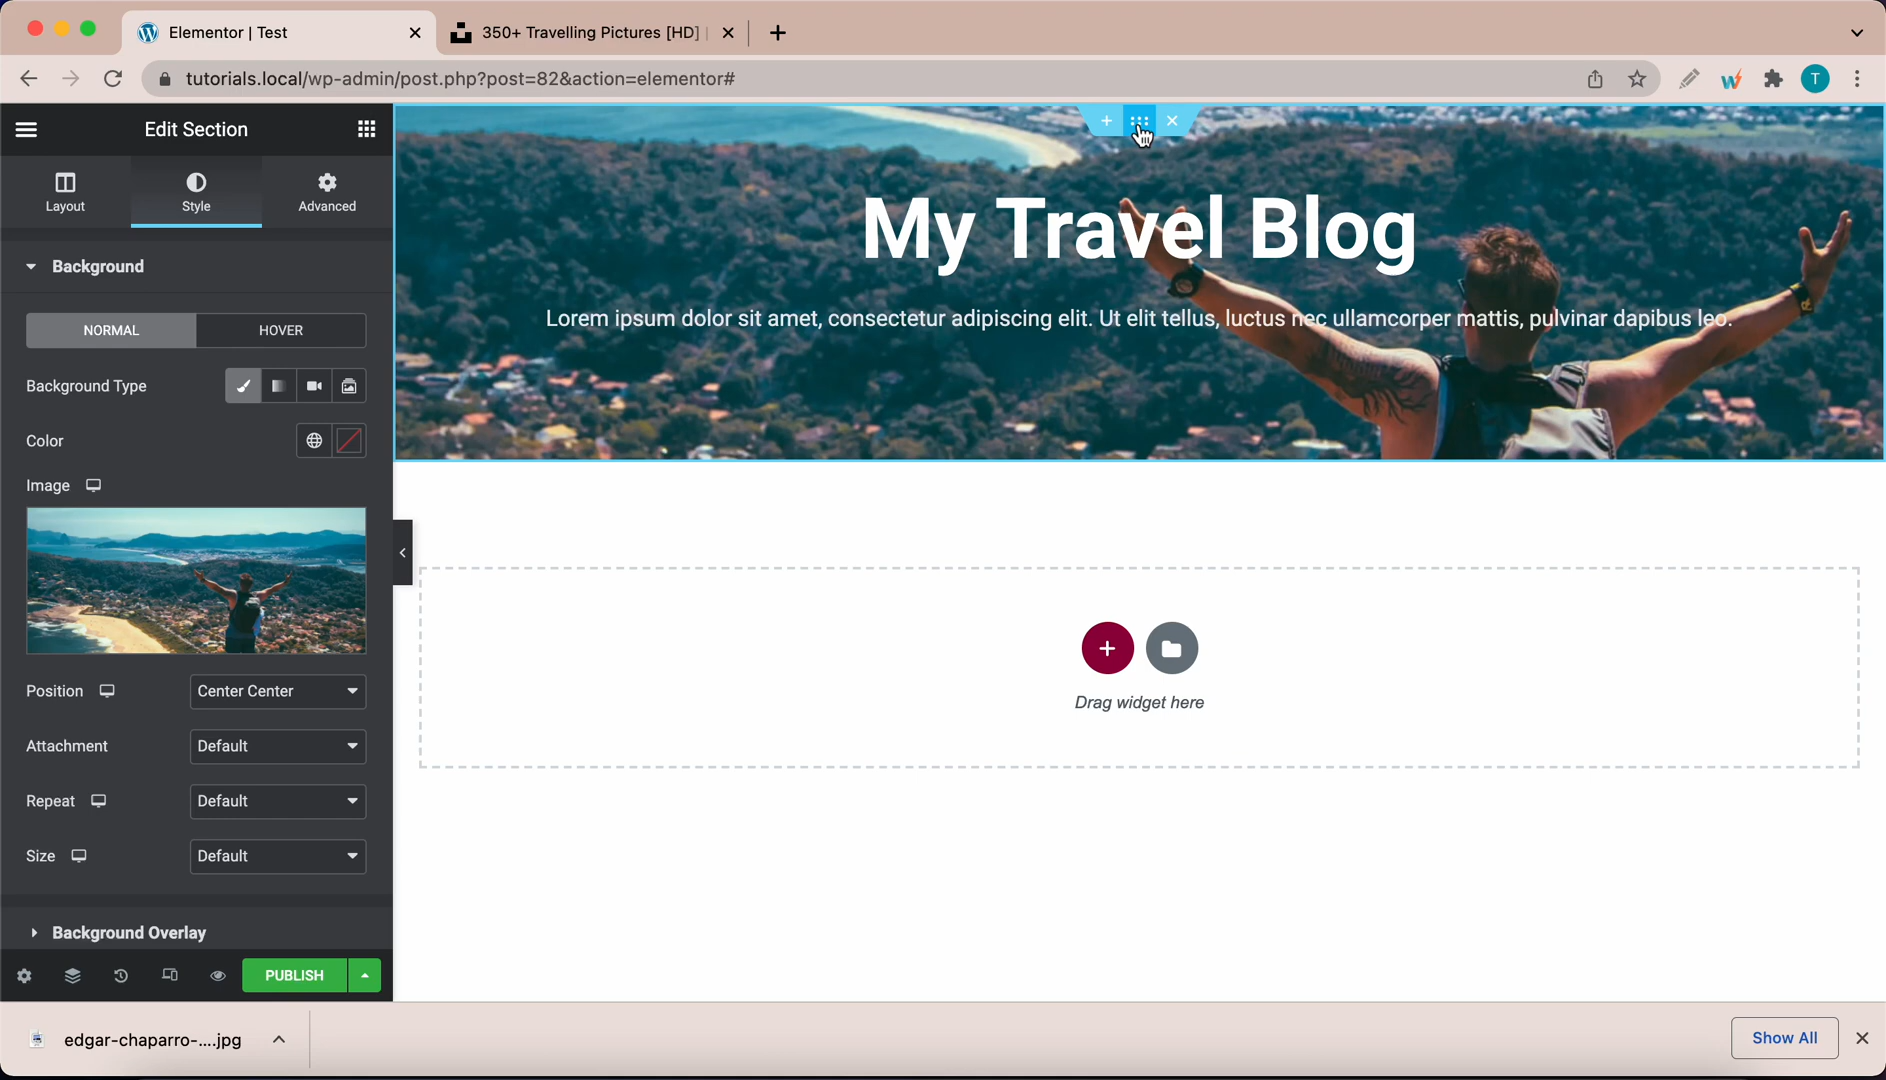 Elementor | Test
350+ Travelling Pictures [HD] |
tutorials.local/wp-admin/post.php?post=82&action=elementor#
T
Edit Section
Layout
Style
Advanced
Background
NORMAL
HOVER
Background Type
Color
Image
Position
Center Center
Attachment
Default
Repeat
Default
Size
Default
Background Overlay
PUBLISH
My Travel Blog
Lorem ipsum dolor sit amet, consectetur adipiscing elit. Ut elit tellus, luctus nec ullamcorper mattis, pulvinar dapibus leo.
Drag widget here
edgar-chaparro-....jpg
Show All